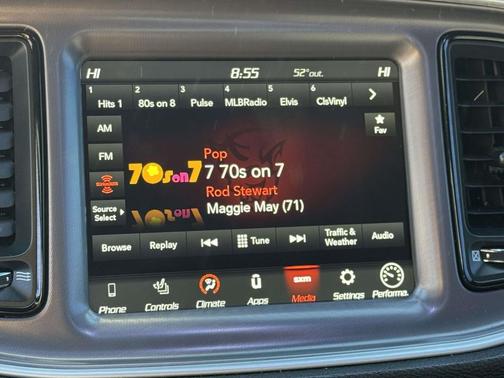 HI 8:55 52°out. HI
1 2 3 4 5 6
Hits 1 80s on 8 Pulse MLBRadio Elvis ClsVinyl
AM
Fav
FM
Pop
70s on 7
7 70s on 7
SiriusXM
Rod Stewart
Source
Select
Maggie May (71)
Browse Replay Tune Traffic &
Weather Audio
Phone Controls Climate Apps sxm
Media Settings Performa.